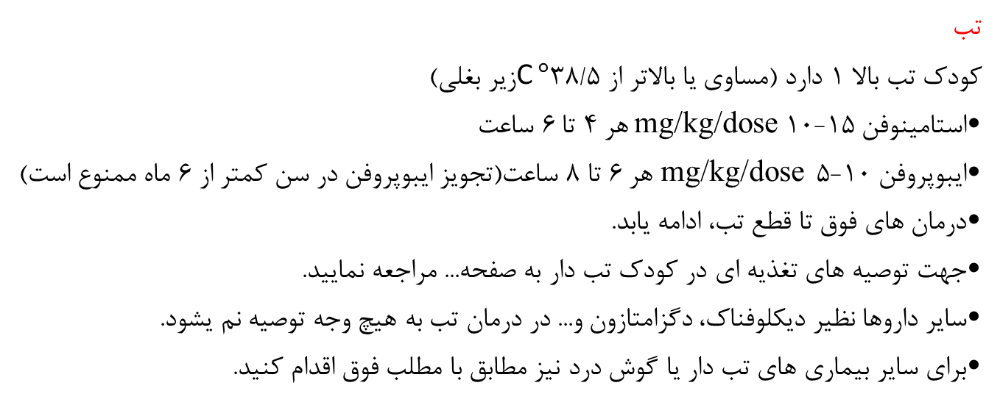 تب
کودک تب بالا ۱ دارد (مساوی یا بالاتر از ۳۸/۵°Cزیر بغلی)
•استامینوفن ۱۵-۱۰ mg/kg/dose هر ۴ تا ۶ ساعت
•ایبوپروفن ۱۰-۵ mg/kg/dose هر ۶ تا ۸ ساعت(تجویز ایبوپروفن در سن کمتر از ۶ ماه ممنوع است)
•درمان های فوق تا قطع تب، ادامه یابد.
•جهت توصیه های تغذیه ای در کودک تب دار به صفحه... مراجعه نمایید.
•سایر داروها نظیر دیکلوفناک، دگزامتازون و... در درمان تب به هیچ وجه توصیه نم یشود.
•برای سایر بیماری های تب دار یا گوش درد نیز مطابق با مطلب فوق اقدام کنید.